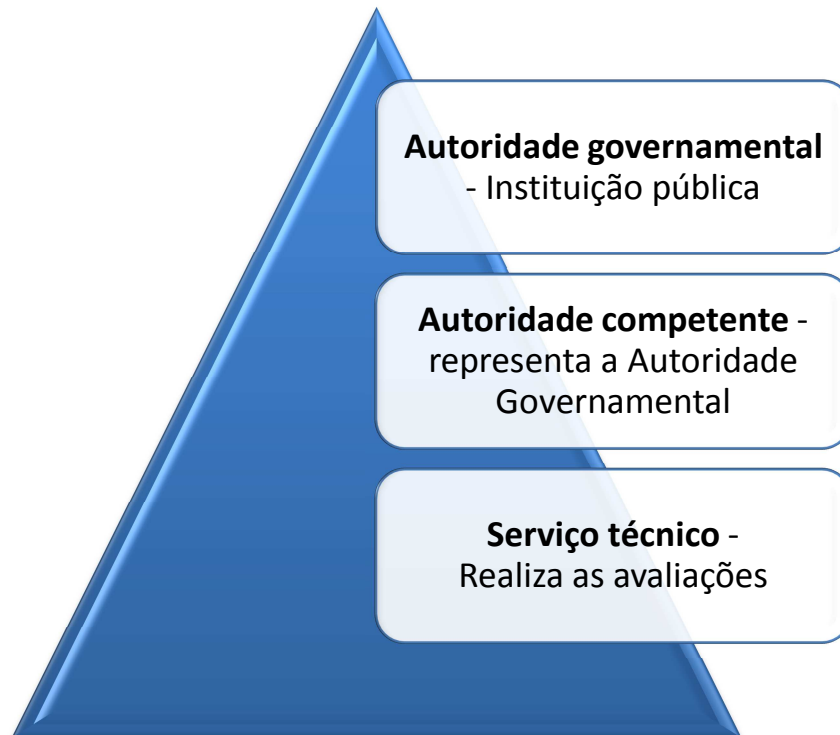 Autoridade governamental
- Instituição pública
Autoridade competente -
representa a Autoridade
Governamental
Serviço técnico -
Realiza as avaliações